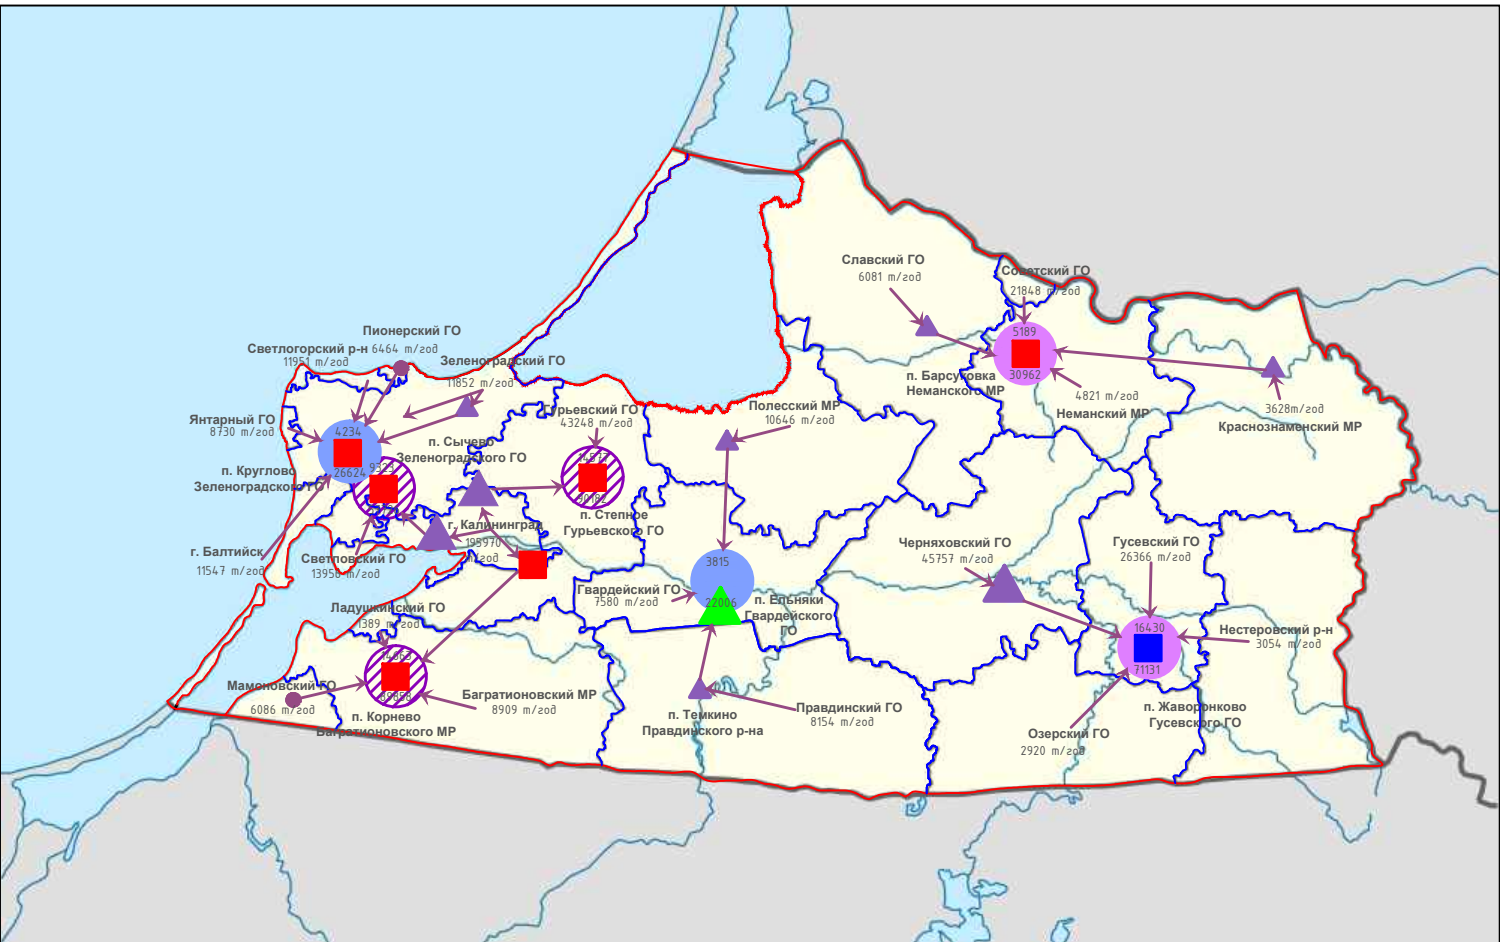 Славский ГО
6081 т/год
Советский ГО
21848 т/год
5189
30962
п. Барсуковка
Неманского МР
4821 т/год
Неманский МР
3628т/год
Краснознаменский МР
Пионерский ГО
6464 т/год
Светлогорский р-н
11951 т/год
Зеленоградский ГО
11852 т/год
Янтарный ГО
8730 т/год
4234
26624
п. Круглово
Зеленоградского ГО
9323
п. Сычево
Зеленоградского ГО
Гурьевский ГО
43248 т/год
п. Степное
Гурьевского ГО
Полесский МР
10646 т/год
г. Балтийск
11547 т/год
Светловский ГО
13958 т/год
г. Калининград
195970
т/год
Ладушкинский ГО
1389 т/год
Мамоновский ГО
6086 т/год
п. Корнево
Багратионовского МР
Багратионовский МР
8909 т/год
Гвардейский ГО
7580 т/год
3815
22006
п. Ельняки
Гвардейского
ГО
п. Темкино
Правдинского р-на
Правдинский ГО
8154 т/год
Черняховский ГО
45757 т/год
Гусевский ГО
26366 т/год
16430
71131
Нестеровский р-н
3054 т/год
п. Жаворонково
Гусевского ГО
Озерский ГО
2920 т/год